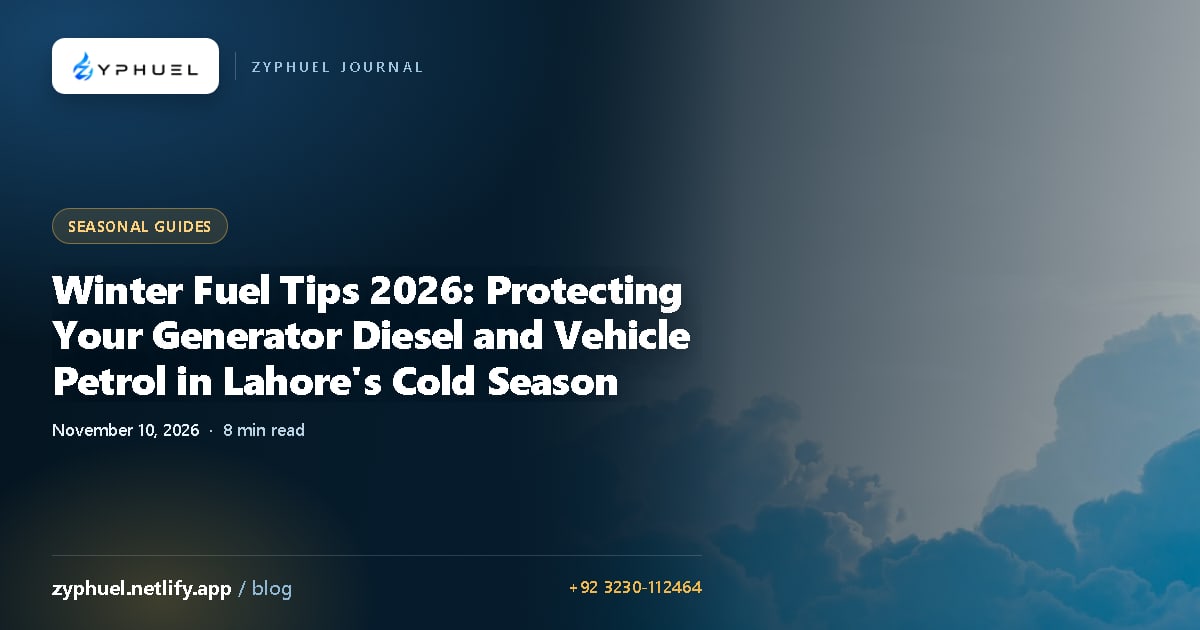 ZYPHUEL
ZYPHUEL JOURNAL
SEASONAL GUIDES
Winter Fuel Tips 2026: Protecting
Your Generator Diesel and Vehicle
Petrol in Lahore's Cold Season
November 10, 2026 · 8 min read
zyphuel.netlify.app / blog
+92 3230-112464